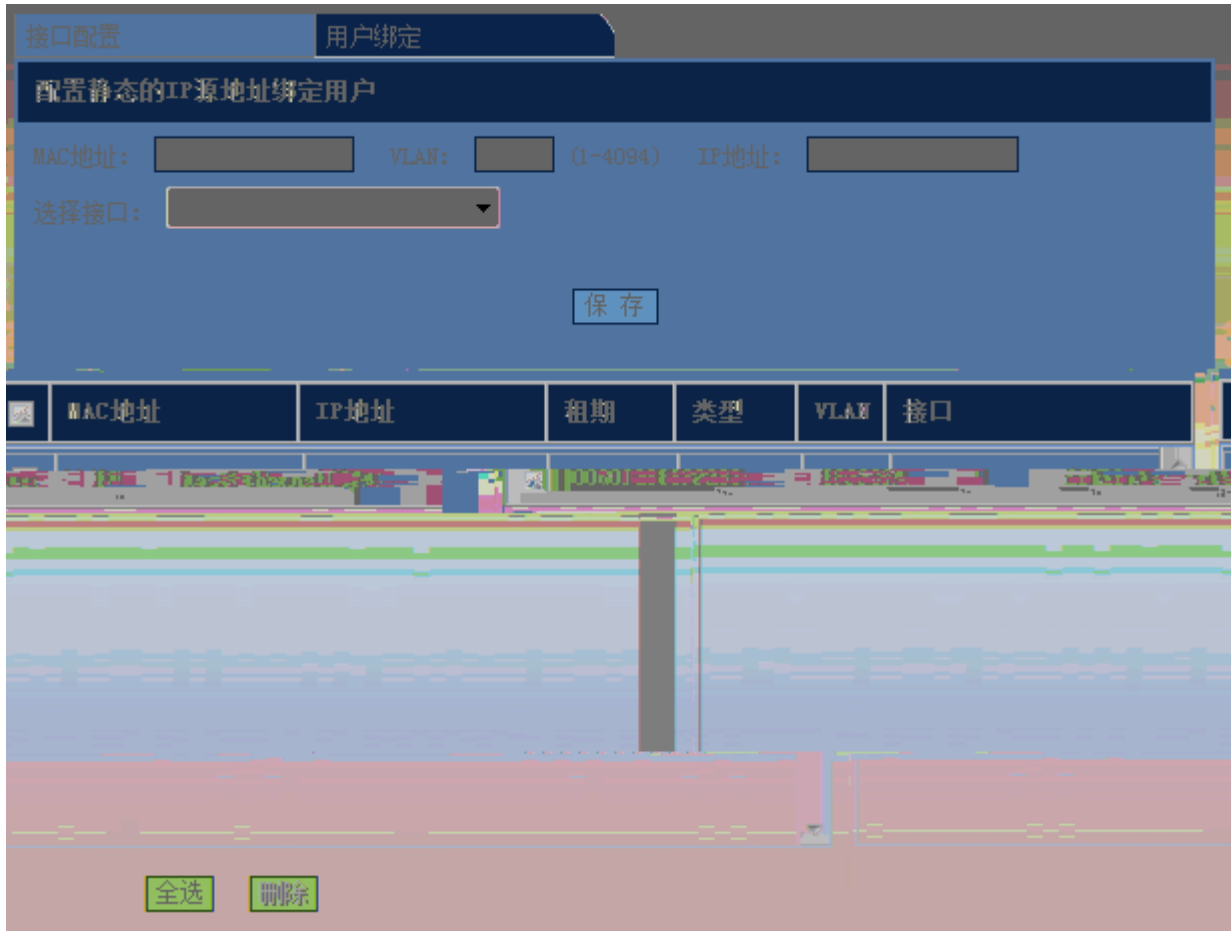 接口配置 用户绑定
配置静态的IP源地址绑定用户
MAC地址: VLAN: (1-4094) IP地址:
选择接口:
保 存
MAC地址 IP地址 租期 类型 VLAN 接口
全选 删除